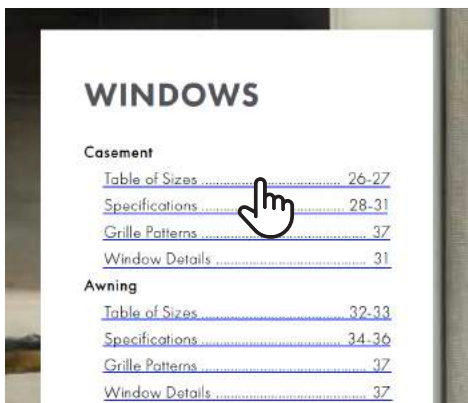 WINDOWS
Casement
Table of Sizes ........................................ 26-27
Specifications ........................................ 28-31
Grille Patterns ........................................ 37
Window Details ........................................ 31
Awning
Table of Sizes ........................................ 32-33
Specifications ........................................ 34-36
Grille Patterns ........................................ 37
Window Details ........................................ 37